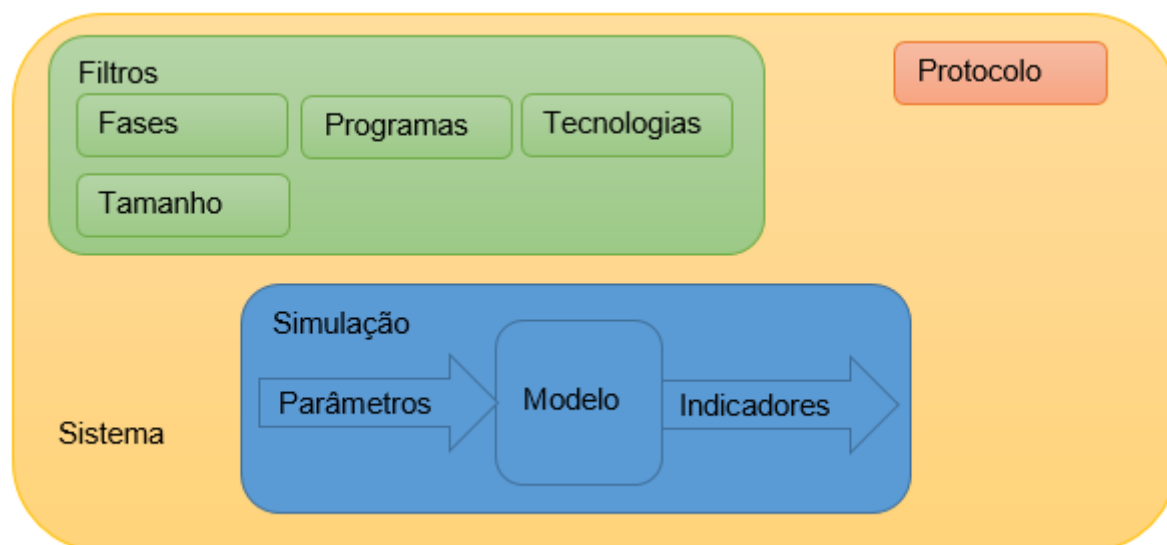 Filtros
Protocolo
Fases
Programas
Tecnologias
Tamanho
Simulação
Parâmetros
Modelo
Indicadores
Sistema